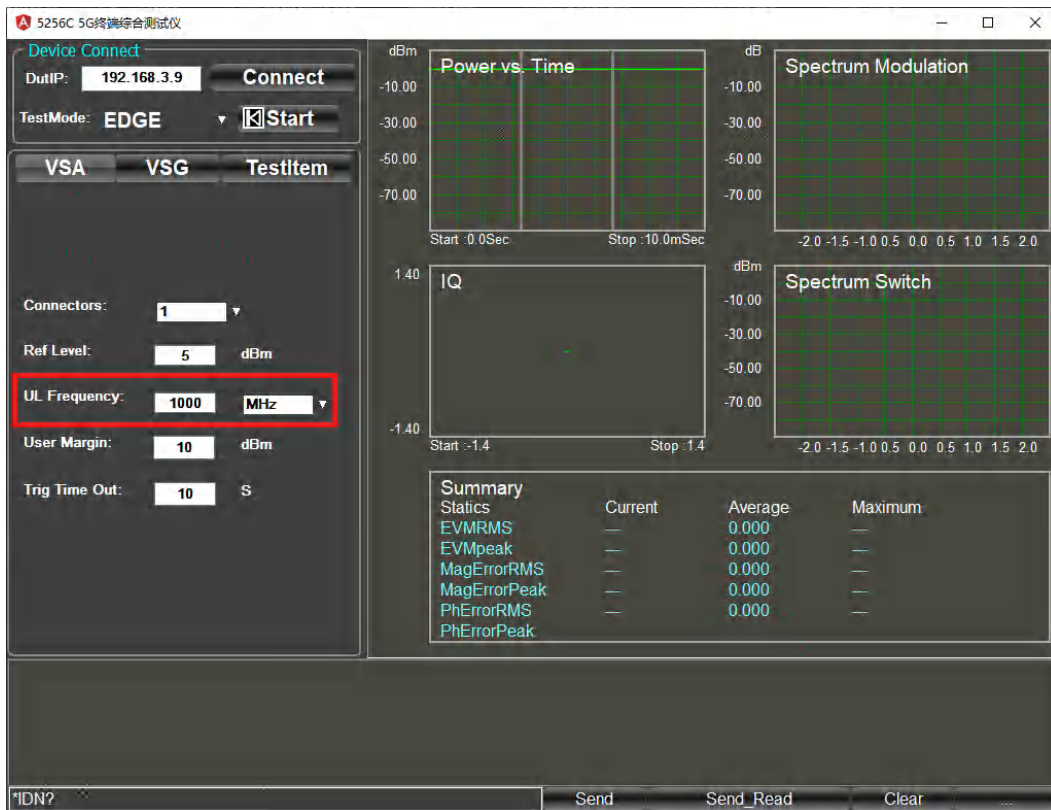 5256C 5G终端综合测试仪
Device Connect
DutIP: 192.168.3.9 Connect
TestMode: EDGE Start
VSA VSG TestItem
Connectors: 1
Ref Level: 5 dBm
UL Frequency: 1000 MHz
User Margin: 10 dBm
Trig Time Out: 10 S
dBm
Power vs. Time
-10.00
-30.00
-50.00
-70.00
Start :0.0Sec Stop :10.0mSec
dB
Spectrum Modulation
-10.00
-30.00
-50.00
-70.00
-2.0 -1.5 -1.0 0.5 0.0 0.5 1.0 1.5 2.0
1.40
IQ
-1.40
Start :-1.4 Stop :1.4
dBm
Spectrum Switch
-10.00
-30.00
-50.00
-70.00
-2.0 -1.5 -1.0 0.5 0.0 0.5 1.0 1.5 2.0
Summary
Statics Current Average Maximum
EVMRMS --- 0.000 ---
EVMpeak --- 0.000 ---
MagErrorRMS --- 0.000 ---
MagErrorPeak --- 0.000 ---
PhErrorRMS --- 0.000 ---
PhErrorPeak
*IDN? Send Send_Read Clear ...